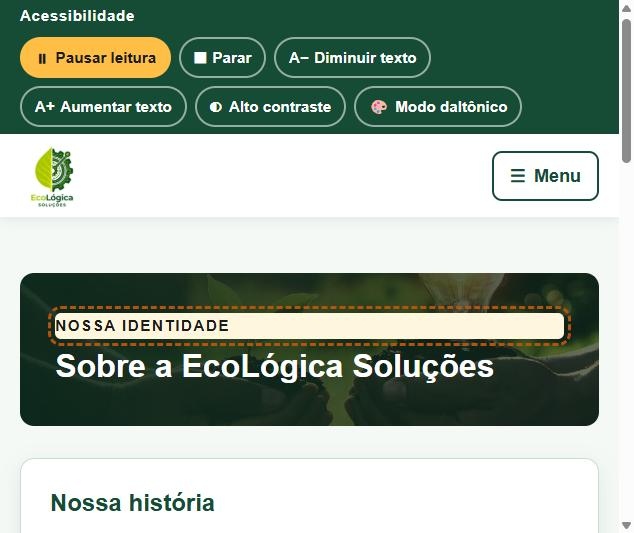 Acessibilidade
Pausar leitura
Parar
A− Diminuir texto
A+ Aumentar texto
Alto contraste
Modo daltônico
EcoLógica
SOLUÇÕES
☰ Menu
NOSSA IDENTIDADE
Sobre a EcoLógica Soluções
Nossa história